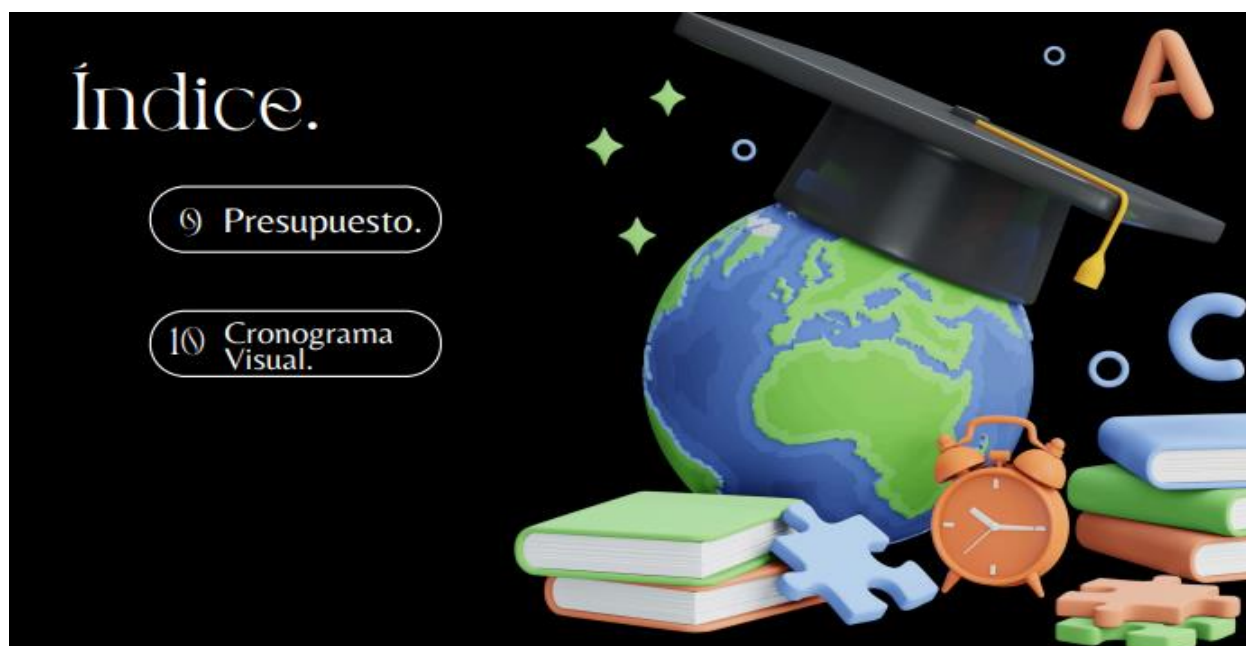 Índice.
9 Presupuesto.
10 Cronograma
Visual.
A
C